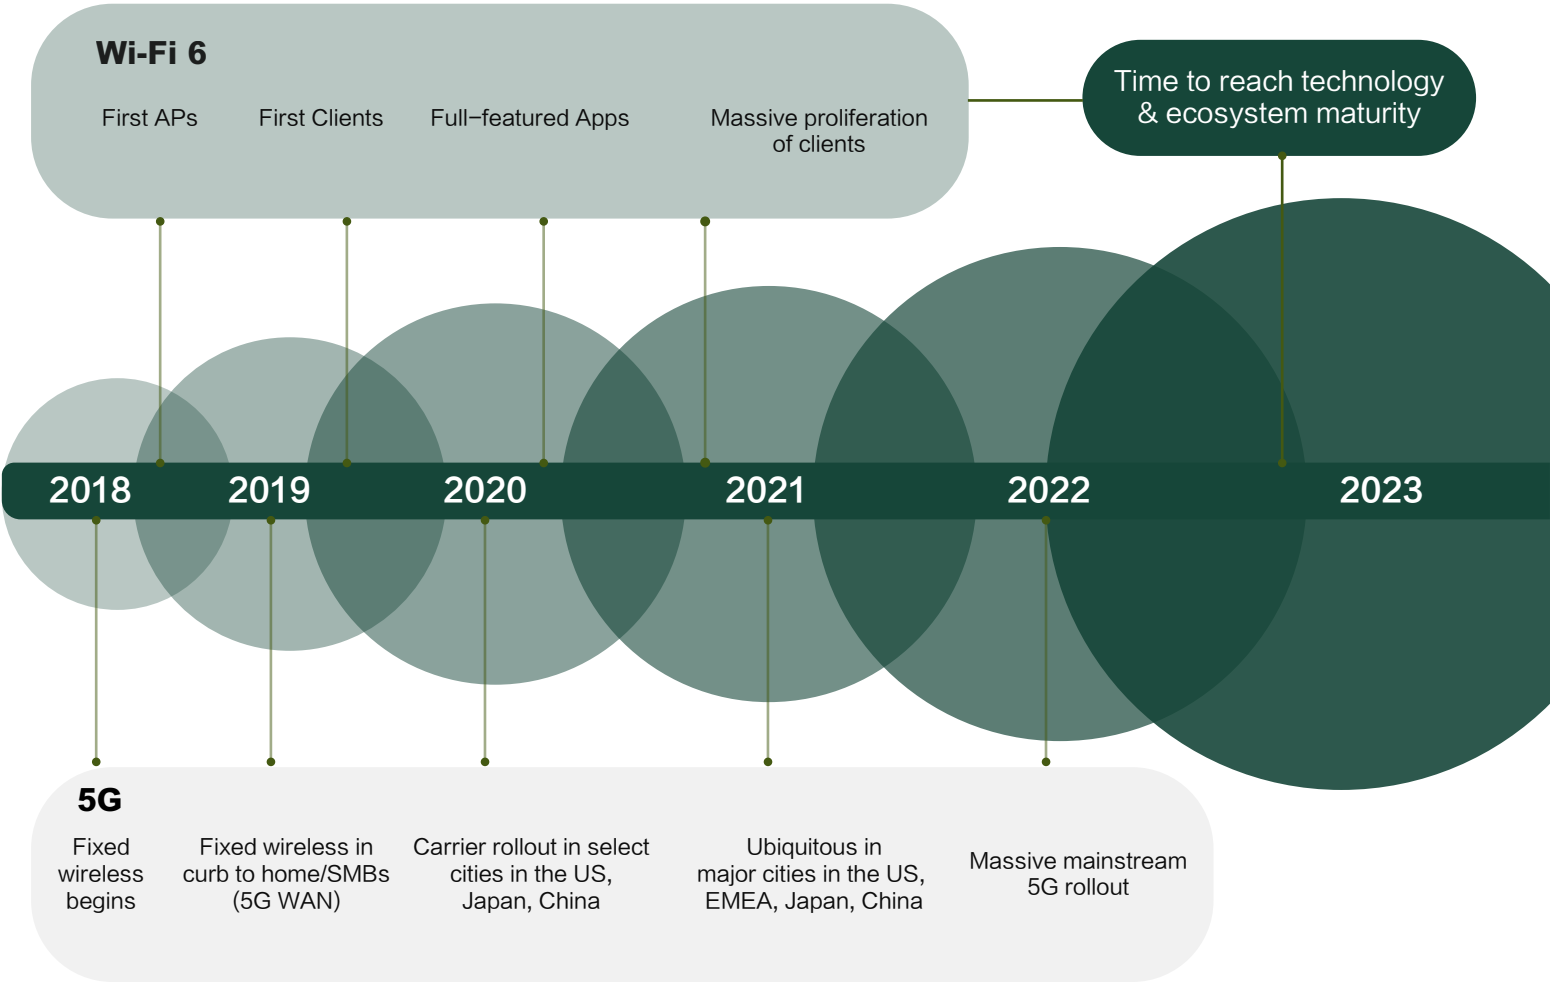 Wi-Fi 6
First APs
First Clients
Full-featured Apps
Massive proliferation
of clients
Time to reach technology
& ecosystem maturity
2018
2019
2020
2021
2022
2023
5G
Fixed
wireless
begins
Fixed wireless in
curb to home/SMBs
(5G WAN)
Carrier rollout in select
cities in the US,
Japan, China
Ubiquitous in
major cities in the US,
EMEA, Japan, China
Massive mainstream
5G rollout